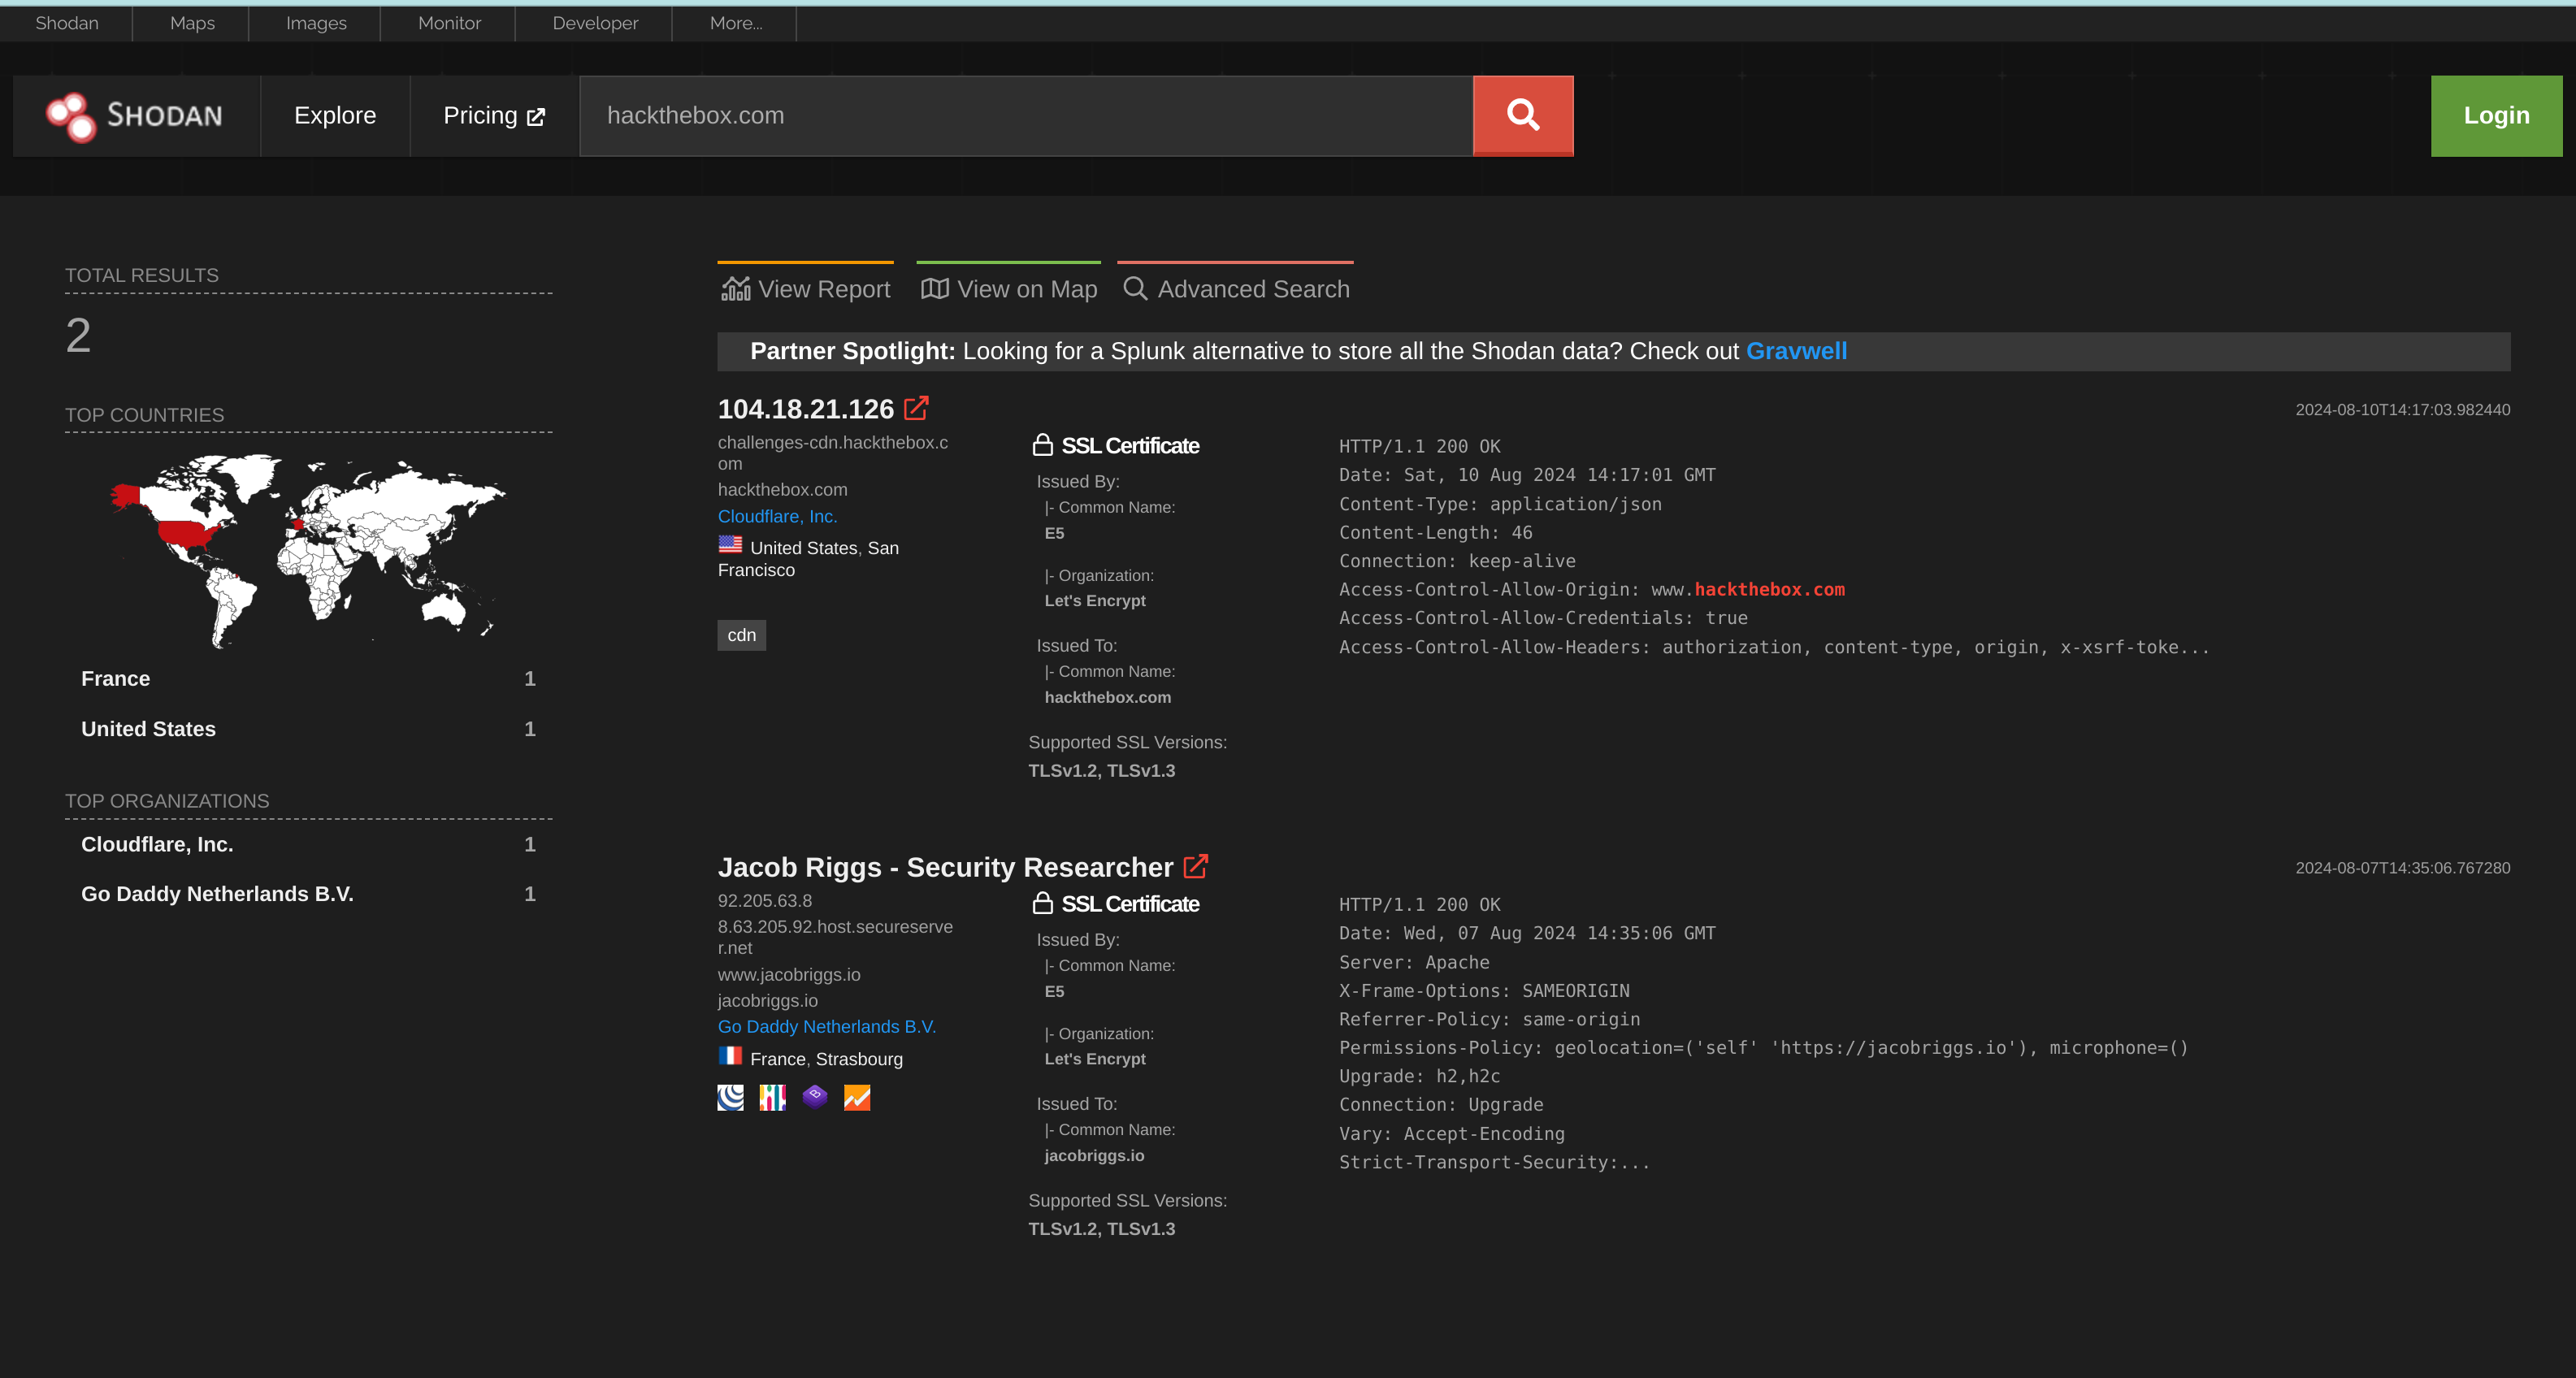 Shodan
Maps
Images
Monitor
Developer
More...
SHODAN
Explore
Pricing
hackthebox.com
Login
TOTAL RESULTS
2
TOP COUNTRIES
France 1
United States 1
TOP ORGANIZATIONS
Cloudflare, Inc. 1
Go Daddy Netherlands B.V. 1
View Report
View on Map
Advanced Search
Partner Spotlight: Looking for a Splunk alternative to store all the Shodan data? Check out Gravwell
104.18.21.126
2024-08-10T14:17:03.982440
challenges-cdn.hackthebox.c
om
hackthebox.com
Cloudflare, Inc.
United States, San
Francisco
cdn
SSL Certificate
Issued By:
|- Common Name:
E5
|- Organization:
Let's Encrypt
Issued To:
|- Common Name:
hackthebox.com
Supported SSL Versions:
TLSv1.2, TLSv1.3
HTTP/1.1 200 OK
Date: Sat, 10 Aug 2024 14:17:01 GMT
Content-Type: application/json
Content-Length: 46
Connection: keep-alive
Access-Control-Allow-Origin: www.hackthebox.com
Access-Control-Allow-Credentials: true
Access-Control-Allow-Headers: authorization, content-type, origin, x-xsrf-toke...
Jacob Riggs - Security Researcher
2024-08-07T14:35:06.767280
92.205.63.8
8.63.205.92.host.secureserve
r.net
www.jacobriggs.io
jacobriggs.io
Go Daddy Netherlands B.V.
France, Strasbourg
SSL Certificate
Issued By:
|- Common Name:
E5
|- Organization:
Let's Encrypt
Issued To:
|- Common Name:
jacobriggs.io
Supported SSL Versions:
TLSv1.2, TLSv1.3
HTTP/1.1 200 OK
Date: Wed, 07 Aug 2024 14:35:06 GMT
Server: Apache
X-Frame-Options: SAMEORIGIN
Referrer-Policy: same-origin
Permissions-Policy: geolocation=('self' 'https://jacobriggs.io'), microphone=()
Upgrade: h2,h2c
Connection: Upgrade
Vary: Accept-Encoding
Strict-Transport-Security:...